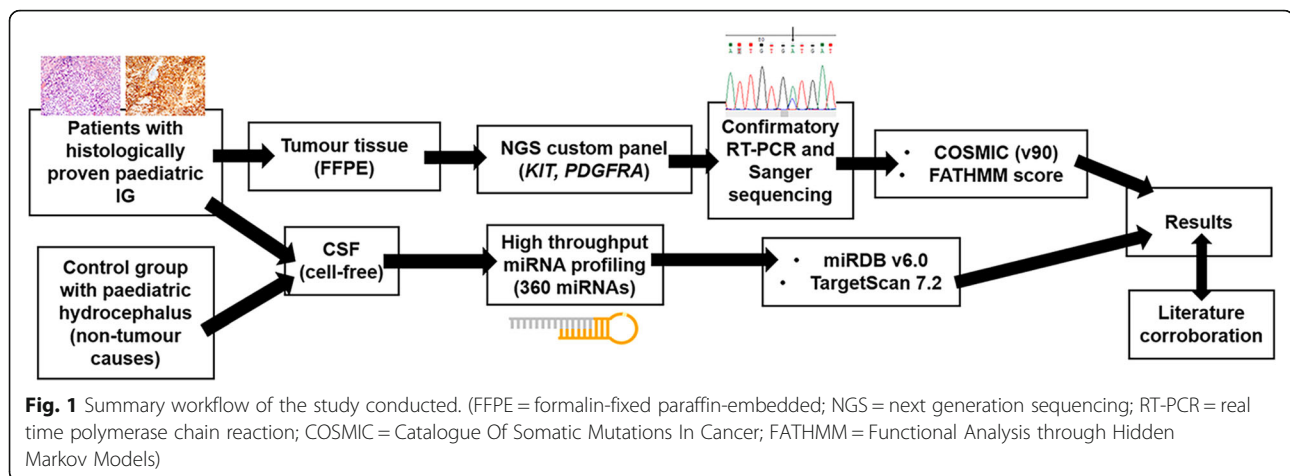 Patients with
histologically
proven paediatric
IG
Tumour tissue
(FFPE)
NGS custom panel
(KIT, PDGFRA)
Confirmatory
RT-PCR and
Sanger
sequencing
• COSMIC (v90)
• FATHMM score
Results
Control group
with paediatric
hydrocephalus
(non-tumour
causes)
CSF
(cell-free)
High throughput
miRNA profiling
(360 miRNAs)
• miRDB v6.0
• TargetScan 7.2
Literature
corroboration
Fig. 1 Summary workflow of the study conducted. (FFPE = formalin-fixed paraffin-embedded; NGS = next generation sequencing; RT-PCR = real
time polymerase chain reaction; COSMIC = Catalogue Of Somatic Mutations In Cancer; FATHMM = Functional Analysis through Hidden
Markov Models)